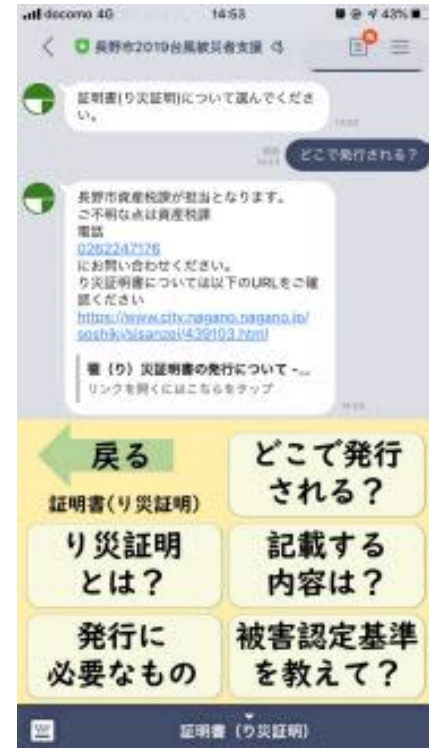 docomo 4G 14:53 43%
長野市2019台風被災者支援
証明書(り災証明)について選んでくださ
い。
どこで発行される?
長野市資産税課が担当となります。
ご不明な点は資産税課
電話
0262247176
にお問い合わせください。
り災証明書については以下のURLをご確
認ください
https://www.city.nagano.nagano.jp/
soshiki/sisanzei/439103.html
罹(り)災証明書の発行について -...
リンクを開くにはこちらをタップ
戻る
証明書(り災証明)
どこで発行
される?
り災証明
とは?
記載する
内容は?
発行に
必要なもの
被害認定基準
を教えて?
証明書(り災証明)